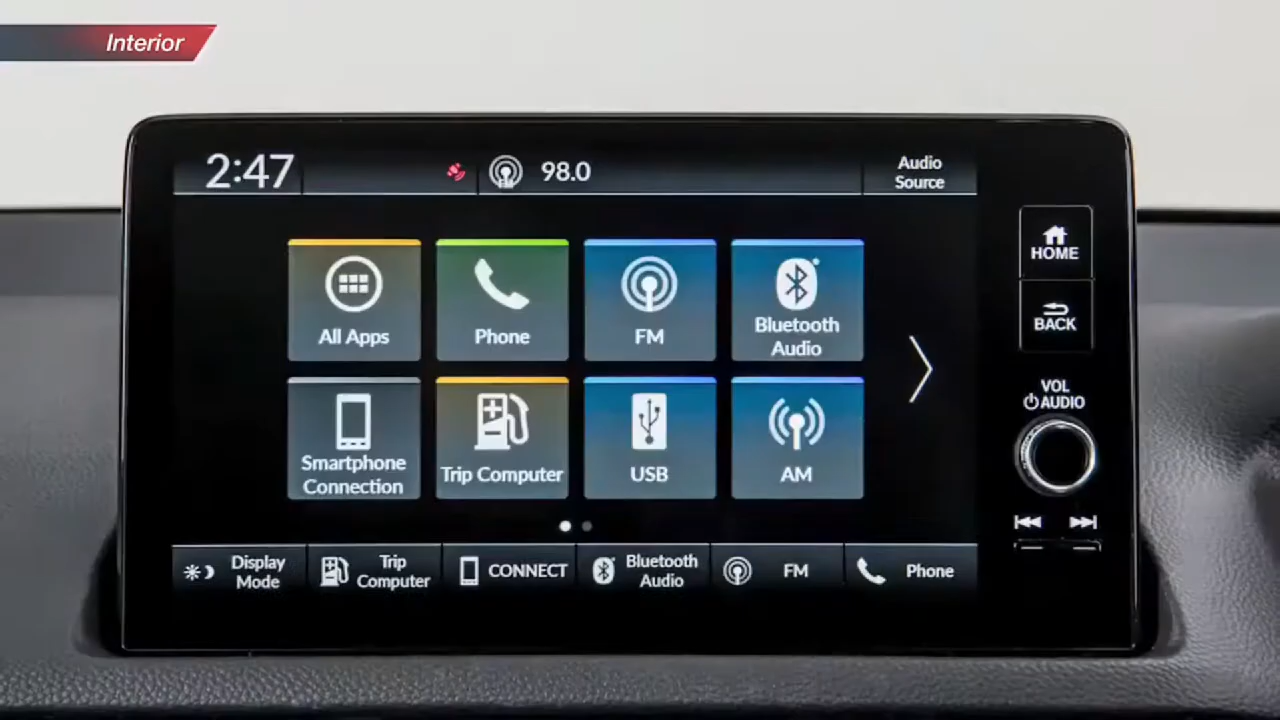 Interior
2:47
98.0
Audio
Source
HOME
BACK
VOL
AUDIO
All Apps
Phone
FM
Bluetooth
Audio
Smartphone
Connection
Trip Computer
USB
AM
Display
Mode
Trip
Computer
CONNECT
Bluetooth
Audio
FM
Phone